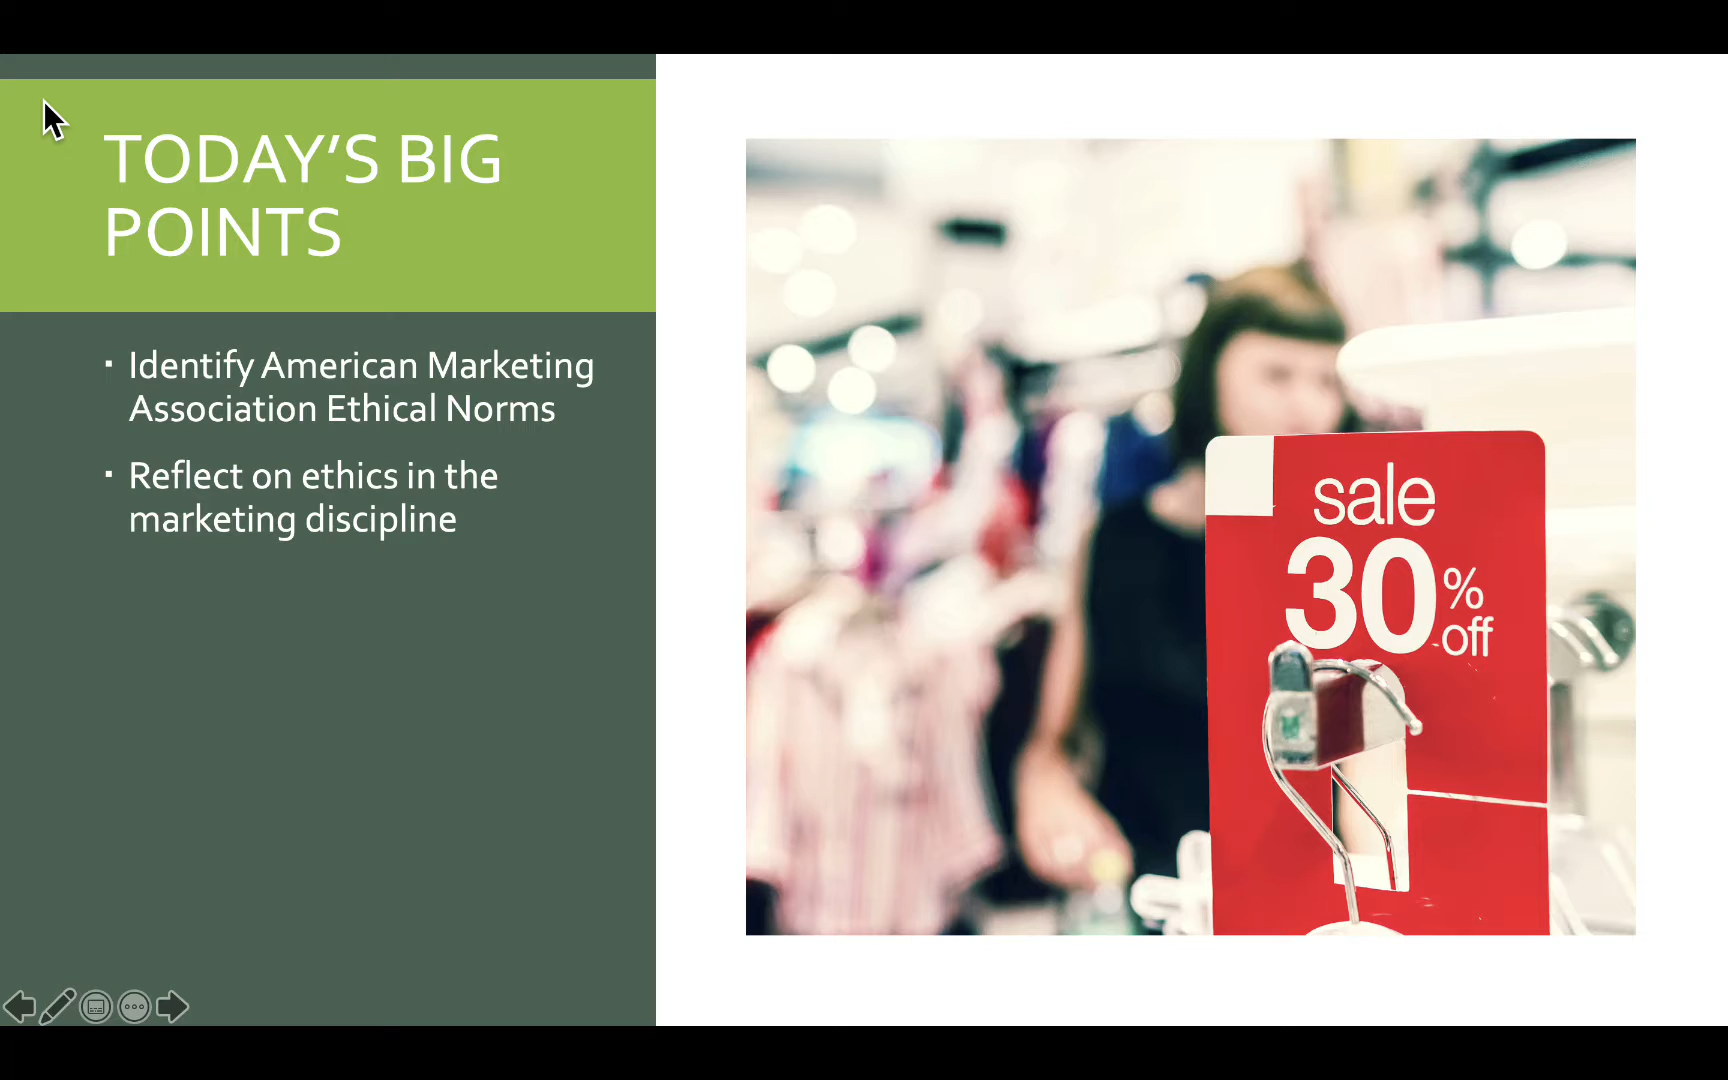 TODAY’S BIG
POINTS
▪ Identify American Marketing
Association Ethical Norms
▪ Reflect on ethics in the
marketing discipline
sale
30%
off